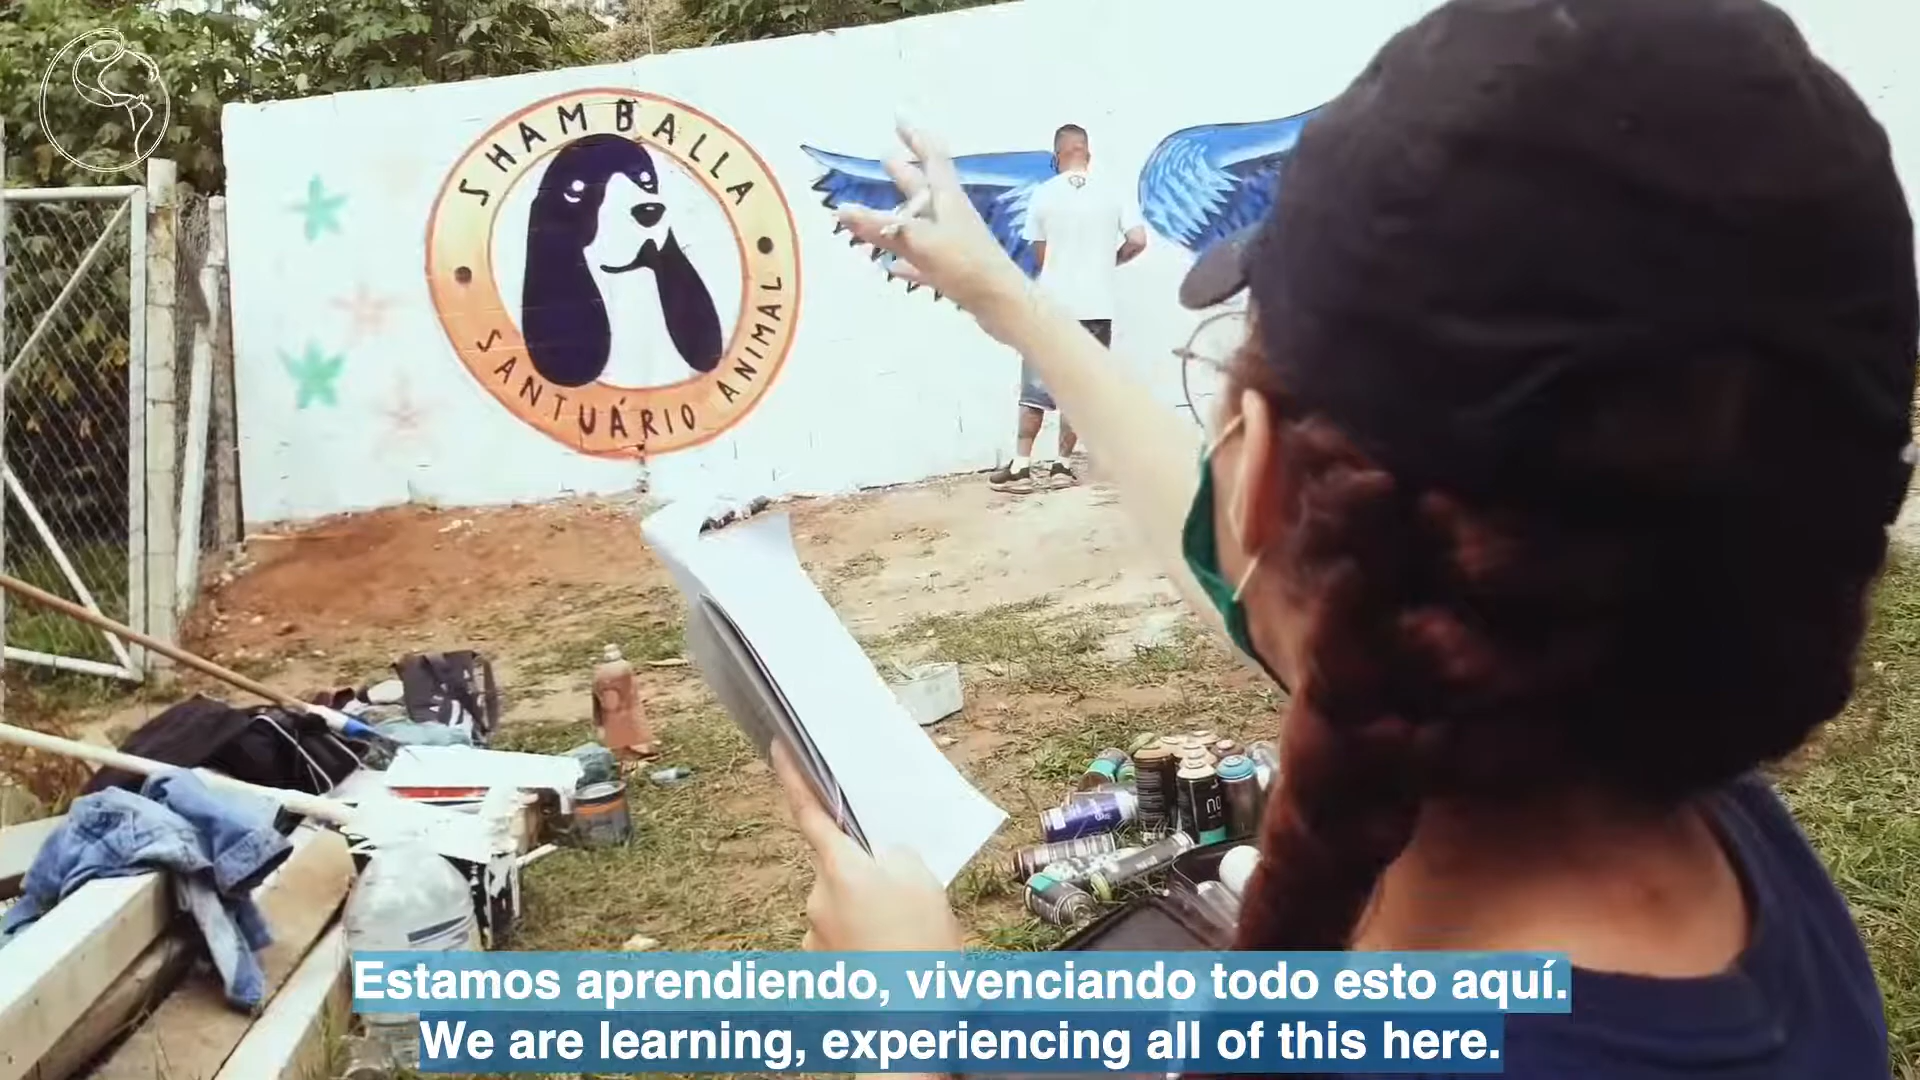 SHAMBALLA
SANTUÁRIO ANIMAL
Estamos aprendiendo, vivenciando todo esto aquí.
We are learning, experiencing all of this here.